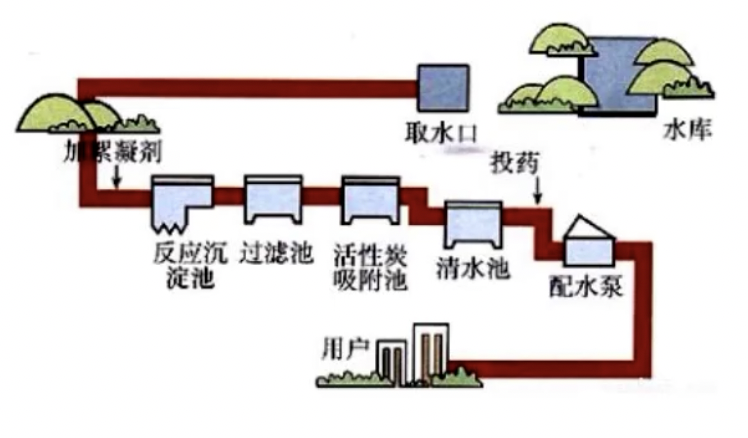 取水口
水库
加絮凝剂
投药
反应沉
淀池
过滤池
活性炭
吸附池
清水池
配水泵
用户